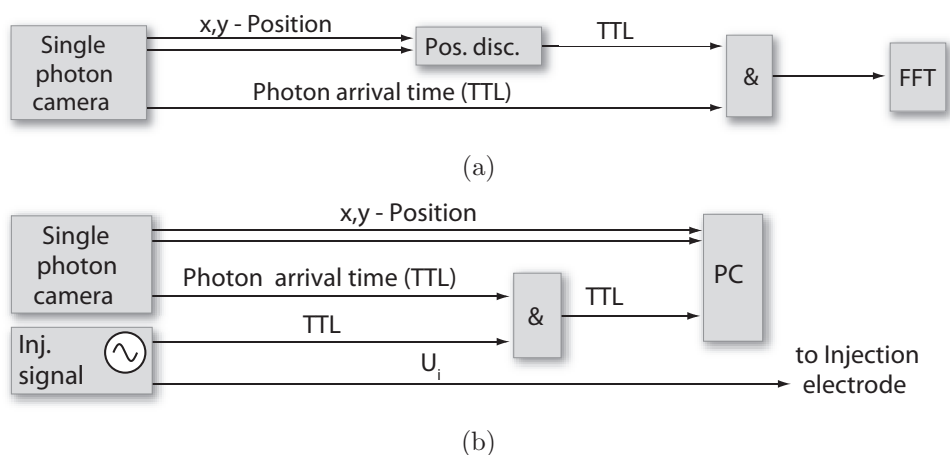 Single
photon
camera
x,y - Position
Pos. disc.
TTL
Photon arrival time (TTL)
&
FFT
(a)
Single
photon
camera
x,y - Position
Photon arrival time (TTL)
TTL
&
TTL
PC
Inj.
signal
U_i
to Injection
electrode
(b)